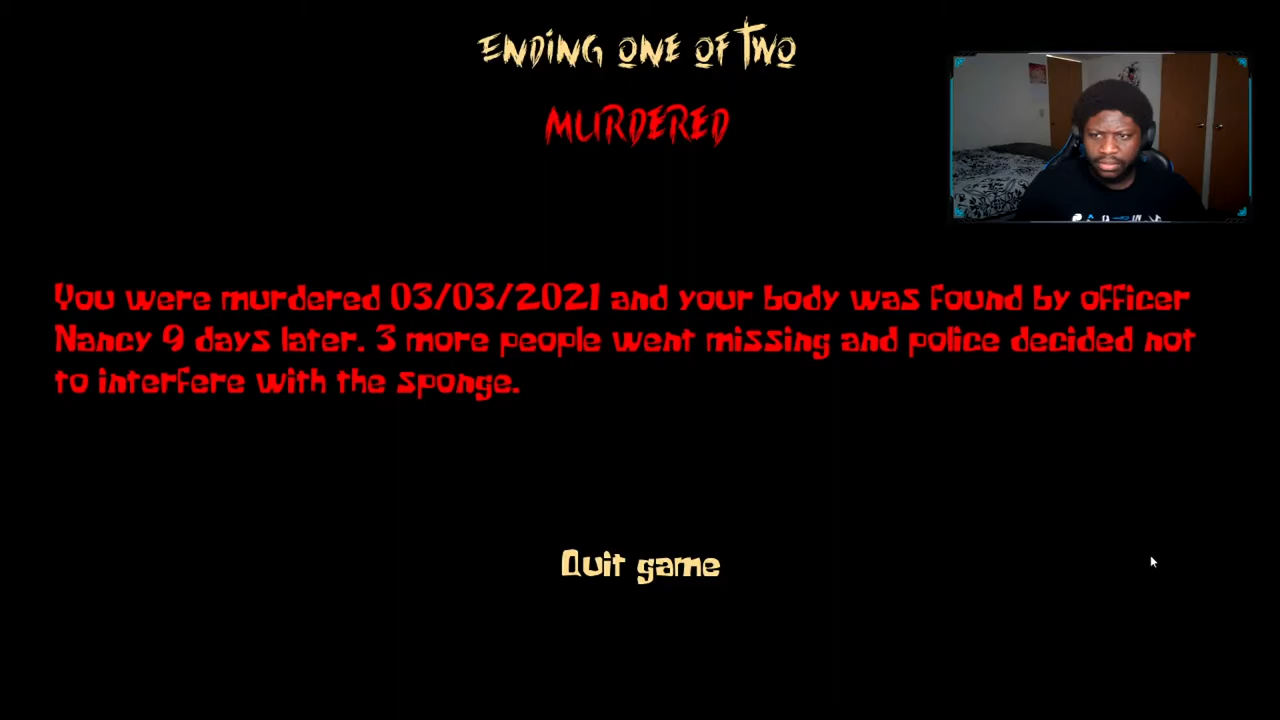 ENDING ONE OF TWO
MURDERED
You were murdered 03/03/2021 and your body was found by officer
Nancy 9 days later. 3 more people went missing and police decided not
to interfere with the sponge.
Quit game